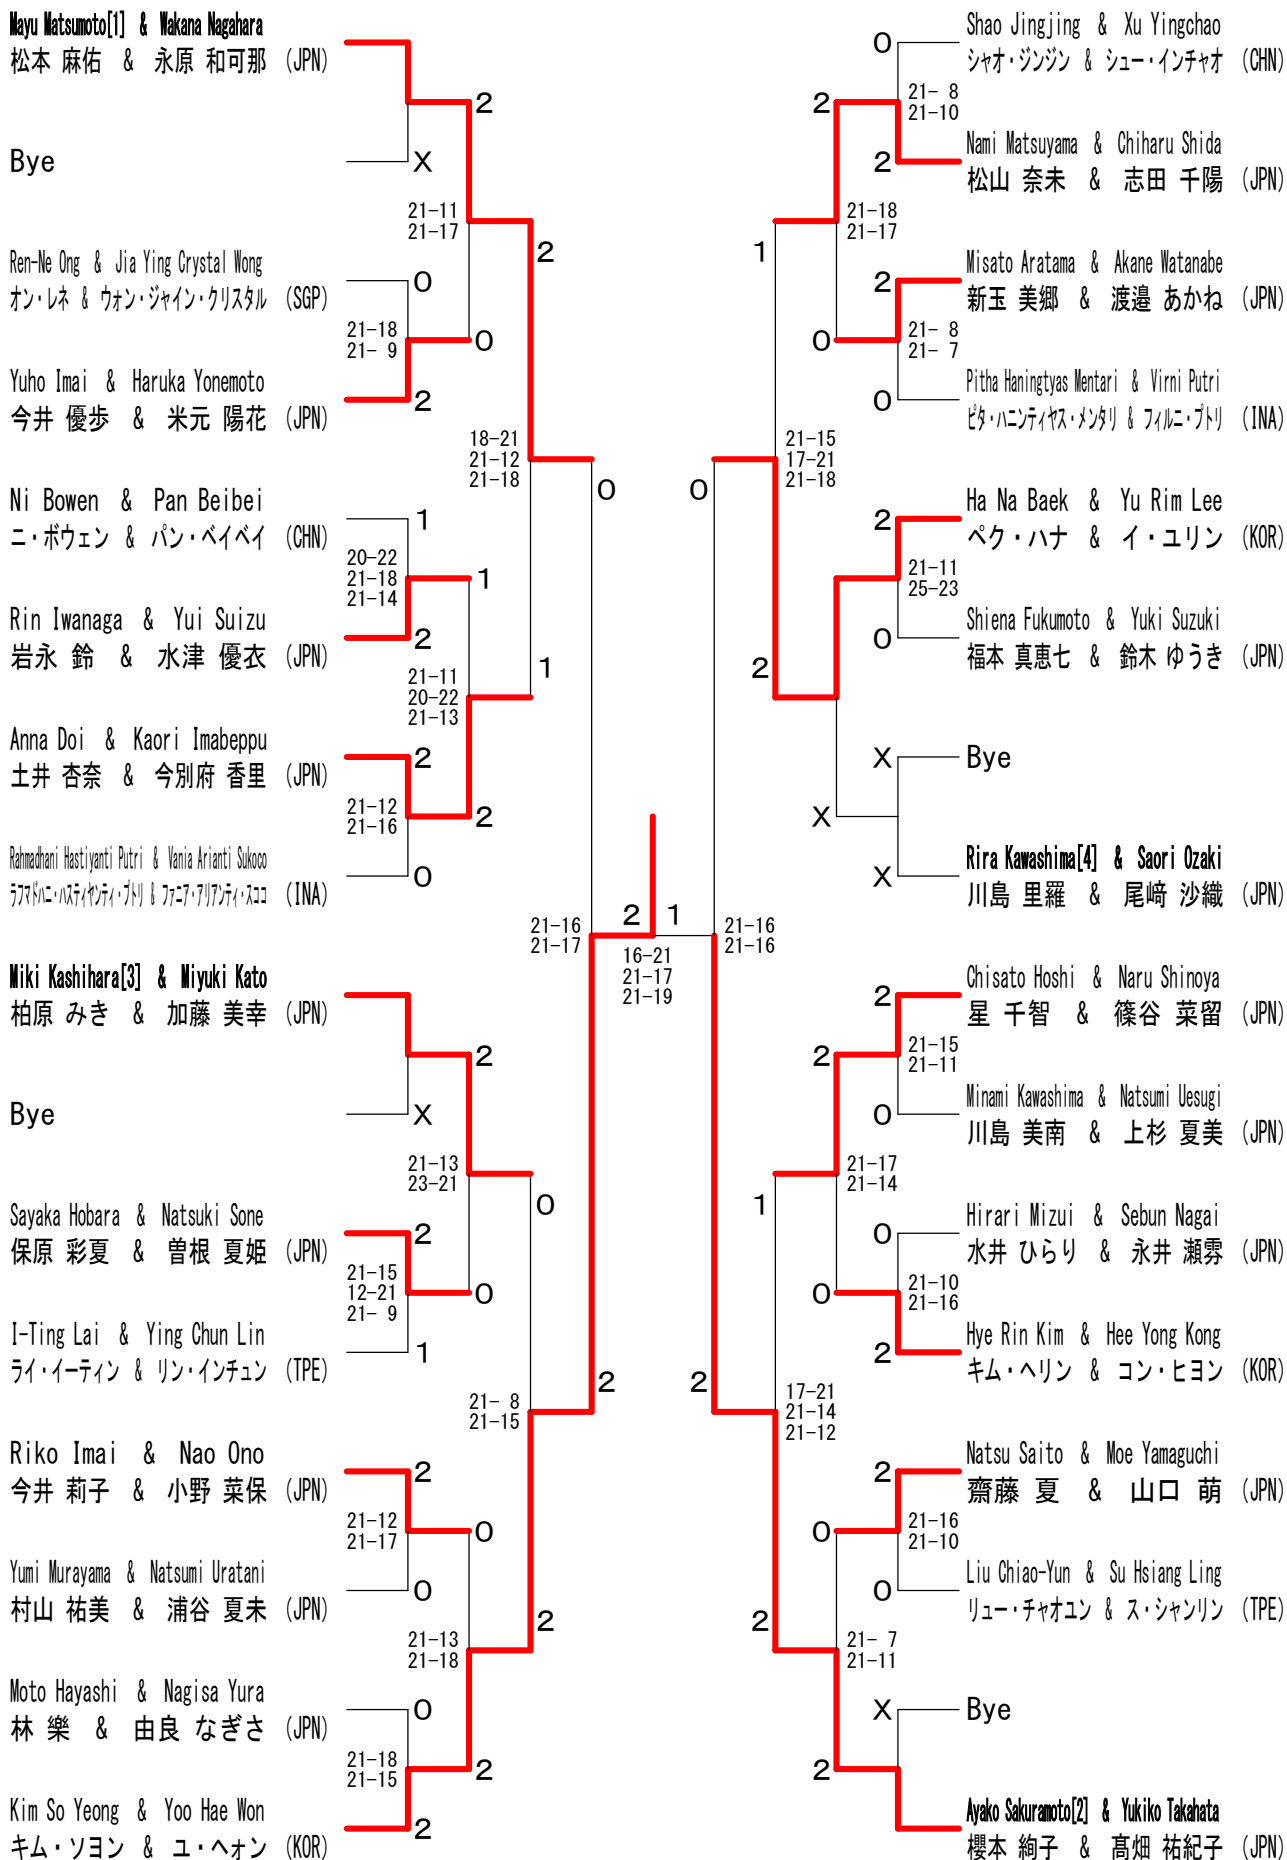 Mayu Matsumoto[1] & Wakana Nagahara
松本 麻佑 & 永原 和可那 (JPN)
2
Bye
X
21-11
21-17
2
Ren-Ne Ong & Jia Ying Crystal Wong
オン・レネ & ウォン・ジャイン・クリスタル (SGP)
0
21-18
21- 9
0
Yuho Imai & Haruka Yonemoto
今井 優歩 & 米元 陽花 (JPN)
2
18-21
21-12
21-18
0
Ni Bowen & Pan Beibei
ニ・ボウェン & パン・ベイベイ (CHN)
1
20-22
21-18
21-14
1
Rin Iwanaga & Yui Suizu
岩永 鈴 & 水津 優衣 (JPN)
2
21-11
20-22
21-13
1
Anna Doi & Kaori Imabeppu
土井 杏奈 & 今別府 香里 (JPN)
2
21-12
21-16
2
Rahmadhani Hastiyanti Putri & Vania Arianti Sukoco
ラフマドハニ・ハスティヤンティ・プトリ & ファニア・アリアンティ・スココ (INA)
0
21-16
21-17
2
1
16-21
21-17
21-19
Miki Kashihara[3] & Miyuki Kato
柏原 みき & 加藤 美幸 (JPN)
2
Bye
X
21-13
23-21
0
Sayaka Hobara & Natsuki Sone
保原 彩夏 & 曽根 夏姫 (JPN)
2
21-15
12-21
21- 9
0
I-Ting Lai & Ying Chun Lin
ライ・イーティン & リン・インチュン (TPE)
1
21- 8
21-15
2
Riko Imai & Nao Ono
今井 莉子 & 小野 菜保 (JPN)
2
21-12
21-17
0
Yumi Murayama & Natsumi Uratani
村山 祐美 & 浦谷 夏未 (JPN)
0
21-13
21-18
2
Moto Hayashi & Nagisa Yura
林 樂 & 由良 なぎさ (JPN)
0
21-18
21-15
2
Kim So Yeong & Yoo Hae Won
キム・ソヨン & ユ・ヘォン (KOR)
2
Shao Jingjing & Xu Yingchao
シャオ・ジンジン & シュー・インチャオ (CHN)
0
21- 8
21-10
2
Nami Matsuyama & Chiharu Shida
松山 奈未 & 志田 千陽 (JPN)
2
21-18
21-17
1
Misato Aratama & Akane Watanabe
新玉 美郷 & 渡邉 あかね (JPN)
2
21- 8
21- 7
0
Pitha Haningtyas Mentari & Virni Putri
ピタ・ハニンティヤス・メンタリ & フィルニ・プトリ (INA)
0
21-15
17-21
21-18
0
Ha Na Baek & Yu Rim Lee
ペク・ハナ & イ・ユリン (KOR)
2
21-11
25-23
Shiena Fukumoto & Yuki Suzuki
福本 真恵七 & 鈴木 ゆうき (JPN)
0
2
Bye
X
X
Rira Kawashima[4] & Saori Ozaki
川島 里羅 & 尾﨑 沙織 (JPN)
X
21-16
21-16
Chisato Hoshi & Naru Shinoya
星 千智 & 篠谷 菜留 (JPN)
2
21-15
21-11
2
Minami Kawashima & Natsumi Uesugi
川島 美南 & 上杉 夏美 (JPN)
0
21-17
21-14
1
Hirari Mizui & Sebun Nagai
水井 ひらり & 永井 瀬雰 (JPN)
0
21-10
21-16
0
Hye Rin Kim & Hee Yong Kong
キム・ヘリン & コン・ヒヨン (KOR)
2
17-21
21-14
21-12
2
Natsu Saito & Moe Yamaguchi
齋藤 夏 & 山口 萌 (JPN)
2
21-16
21-10
0
Liu Chiao-Yun & Su Hsiang Ling
リュー・チャオユン & ス・シャンリン (TPE)
0
21- 7
21-11
2
Bye
X
2
Ayako Sakuramoto[2] & Yukiko Takahata
櫻本 絢子 & 髙畑 祐紀子 (JPN)